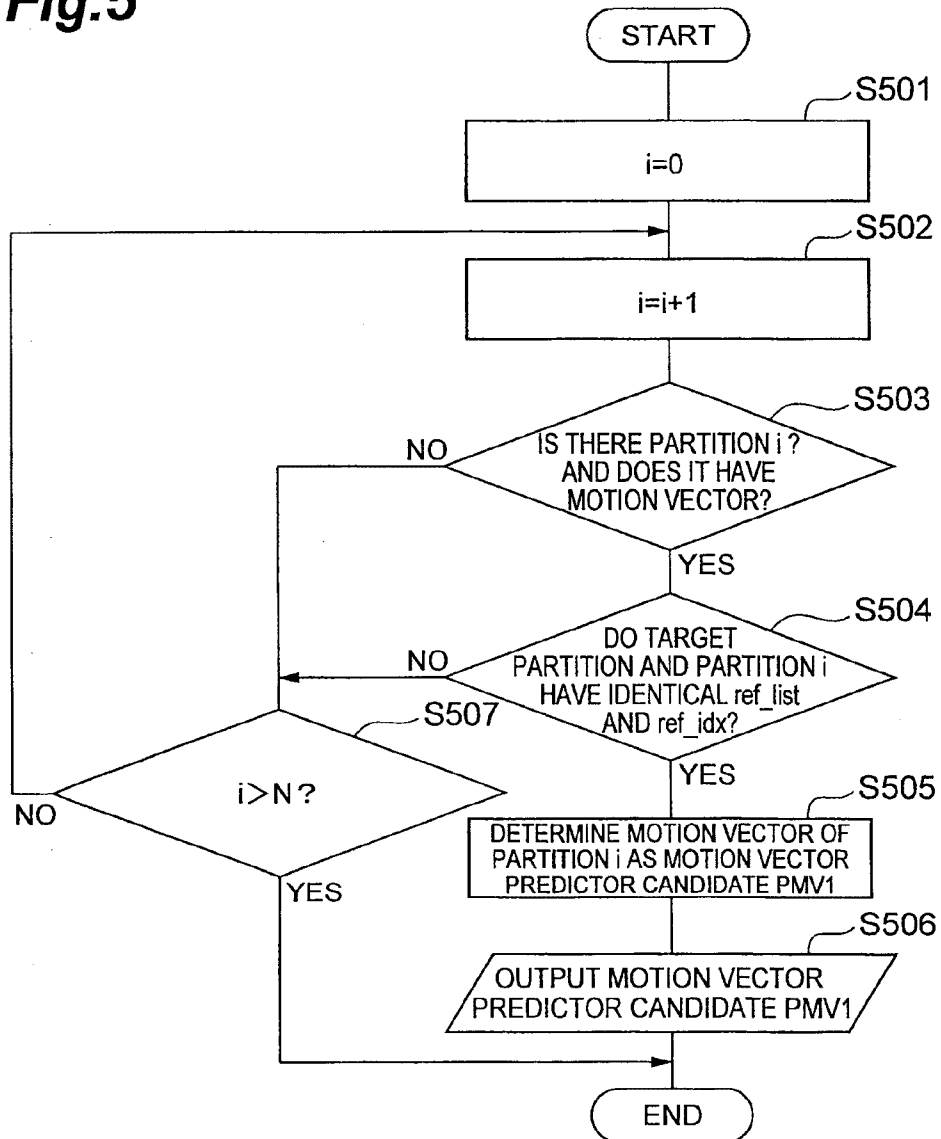 Fig.5
START
S501
i=0
S502
i=i+1
S503
IS THERE PARTITION i ?
AND DOES IT HAVE
MOTION VECTOR?
NO
YES
S504
DO TARGET
PARTITION AND PARTITION i
HAVE IDENTICAL ref_list
AND ref_idx?
NO
YES
S507
i>N?
NO
YES
S505
DETERMINE MOTION VECTOR OF
PARTITION i AS MOTION VECTOR
PREDICTOR CANDIDATE PMV1
S506
OUTPUT MOTION VECTOR
PREDICTOR CANDIDATE PMV1
END